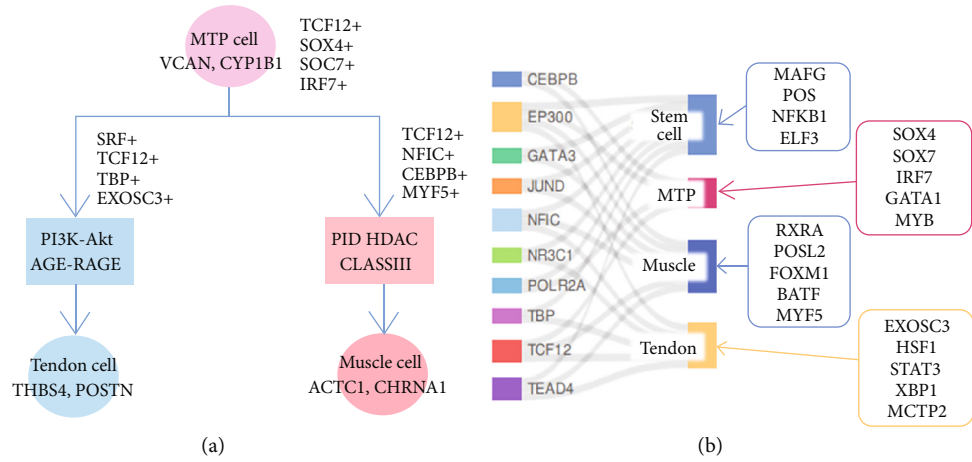 MTP cell
VCAN, CYP1B1
TCF12+
SOX4+
SOC7+
IRF7+
SRF+
TCF12+
TBP+
EXOSC3+
TCF12+
NFIC+
CEBPB+
MYF5+
PI3K-Akt
AGE-RAGE
PID HDAC
CLASSIII
Tendon cell
THBS4, POSTN
Muscle cell
ACTC1, CHRNA1
(a)
CEBPB
EP300
GATA3
JUND
NFIC
NR3C1
POLR2A
TBP
TCF12
TEAD4
Stem
cell
MTP
Muscle
Tendon
MAFG
POS
NFKB1
ELF3
SOX4
SOX7
IRF7
GATA1
MYB
RXRA
POSL2
FOXM1
BATF
MYF5
EXOSC3
HSF1
STAT3
XBP1
MCTP2
(b)